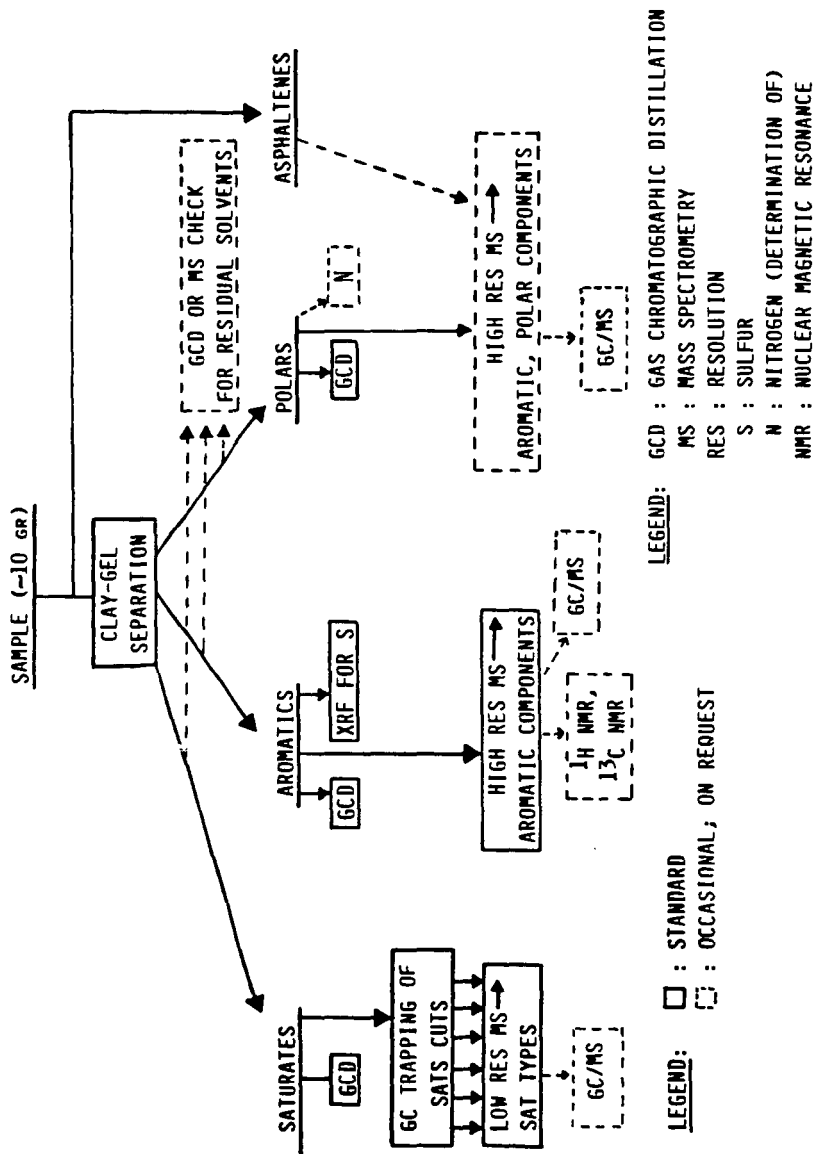 SAMPLE (~10 GR)
CLAY-GEL
SEPARATION
GCD OR MS CHECK
FOR RESIDUAL SOLVENTS
SATURATES
GCD
GC TRAPPING OF
SATS CUTS
LOW RES MS
SAT TYPES
GC/MS
AROMATICS
GCD
XRF FOR S
HIGH RES MS
AROMATIC COMPONENTS
1H NMR,
13C NMR
GC/MS
POLARS
GCD
N
ASPHALTENES
HIGH RES MS
AROMATIC, POLAR COMPONENTS
GC/MS
LEGEND:
: STANDARD
: OCCASIONAL; ON REQUEST
LEGEND:
GCD : GAS CHROMATOGRAPHIC DISTILLATION
MS : MASS SPECTROMETRY
RES : RESOLUTION
S : SULFUR
N : NITROGEN (DETERMINATION OF)
NMR : NUCLEAR MAGNETIC RESONANCE